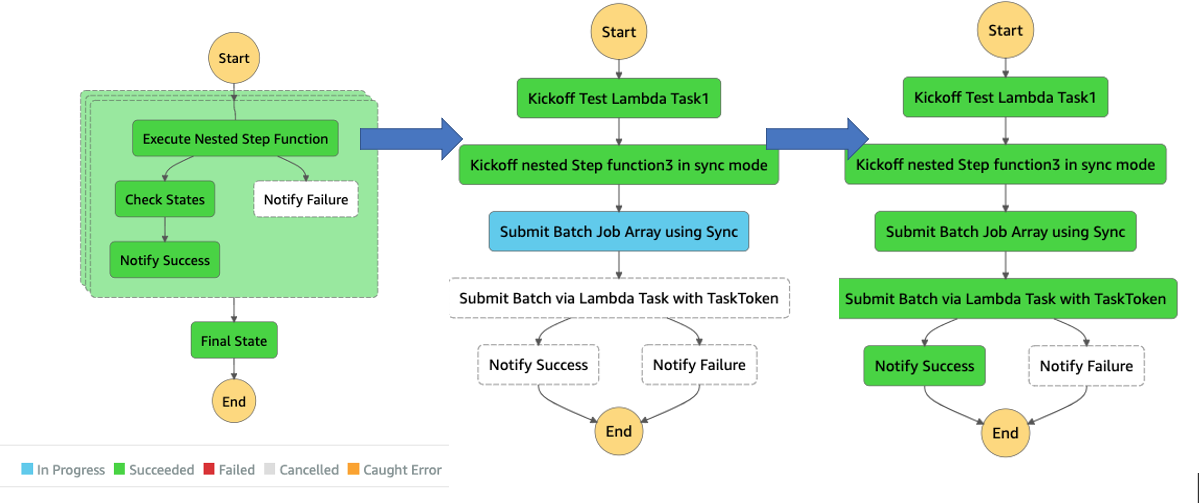 Start
Execute Nested Step Function
Check States
Notify Failure
Notify Success
Final State
End
In Progress
Succeeded
Failed
Cancelled
Caught Error
Start
Kickoff Test Lambda Task1
Kickoff nested Step function3 in sync mode
Submit Batch Job Array using Sync
Submit Batch via Lambda Task with TaskToken
Notify Success
Notify Failure
End
Start
Kickoff Test Lambda Task1
Kickoff nested Step function3 in sync mode
Submit Batch Job Array using Sync
Submit Batch via Lambda Task with TaskToken
Notify Success
Notify Failure
End